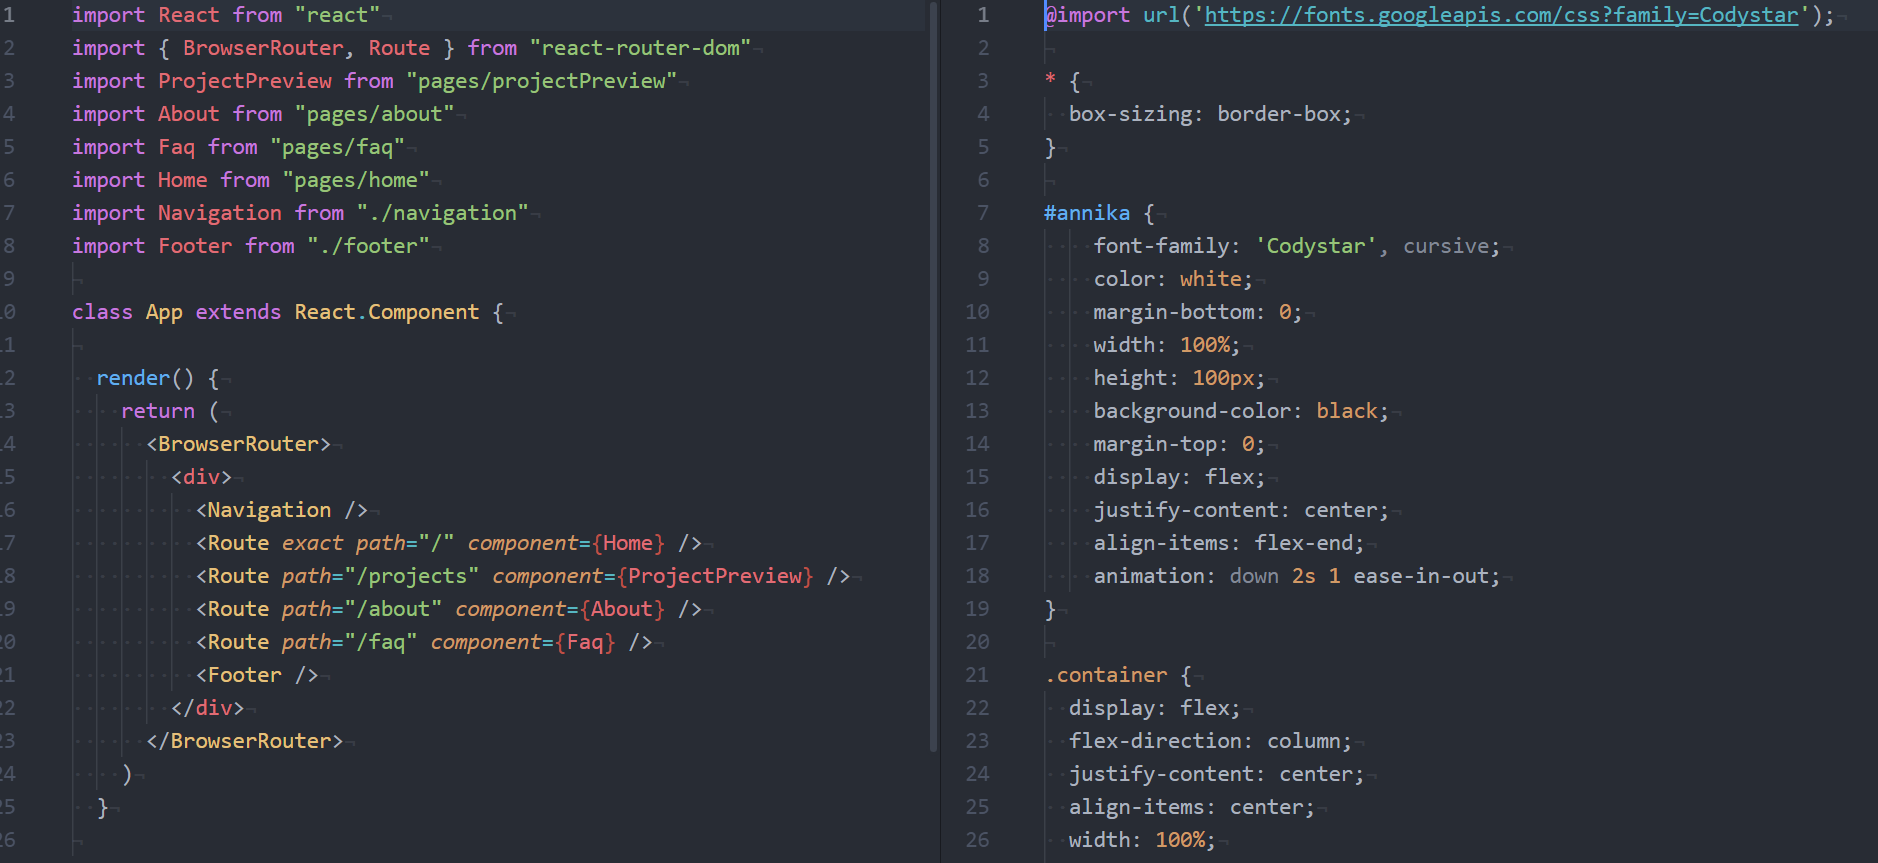 1 import React from "react"
2 import { BrowserRouter, Route } from "react-router-dom"
3 import ProjectPreview from "pages/projectPreview"
4 import About from "pages/about"
5 import Faq from "pages/faq"
6 import Home from "pages/home"
7 import Navigation from "./navigation"
8 import Footer from "./footer"
9
10 class App extends React.Component {
11
12   render() {
13     return (
14       <BrowserRouter>
15         <div>
16           <Navigation />
17           <Route exact path="/" component={Home} />
18           <Route path="/projects" component={ProjectPreview} />
19           <Route path="/about" component={About} />
20           <Route path="/faq" component={Faq} />
21           <Footer />
22         </div>
23       </BrowserRouter>
24     )
25   }
26
1 @import url('https://fonts.googleapis.com/css?family=Codystar');
2
3 * {
4   box-sizing: border-box;
5 }
6
7 #annika {
8     font-family: 'Codystar', cursive;
9     color: white;
10     margin-bottom: 0;
11     width: 100%;
12     height: 100px;
13     background-color: black;
14     margin-top: 0;
15     display: flex;
16     justify-content: center;
17     align-items: flex-end;
18     animation: down 2s 1 ease-in-out;
19 }
20
21 .container {
22   display: flex;
23   flex-direction: column;
24   justify-content: center;
25   align-items: center;
26   width: 100%;